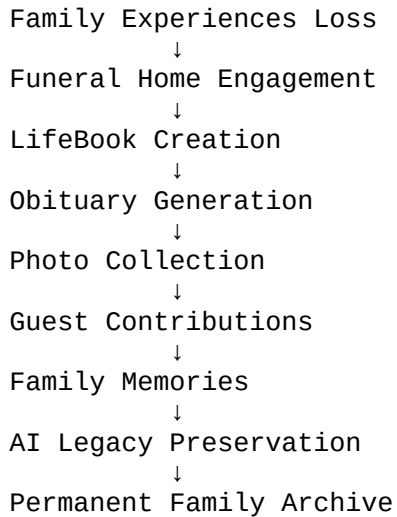 Family Experiences Loss
↓
Funeral Home Engagement
↓
LifeBook Creation
↓
Obituary Generation
↓
Photo Collection
↓
Guest Contributions
↓
Family Memories
↓
AI Legacy Preservation
↓
Permanent Family Archive